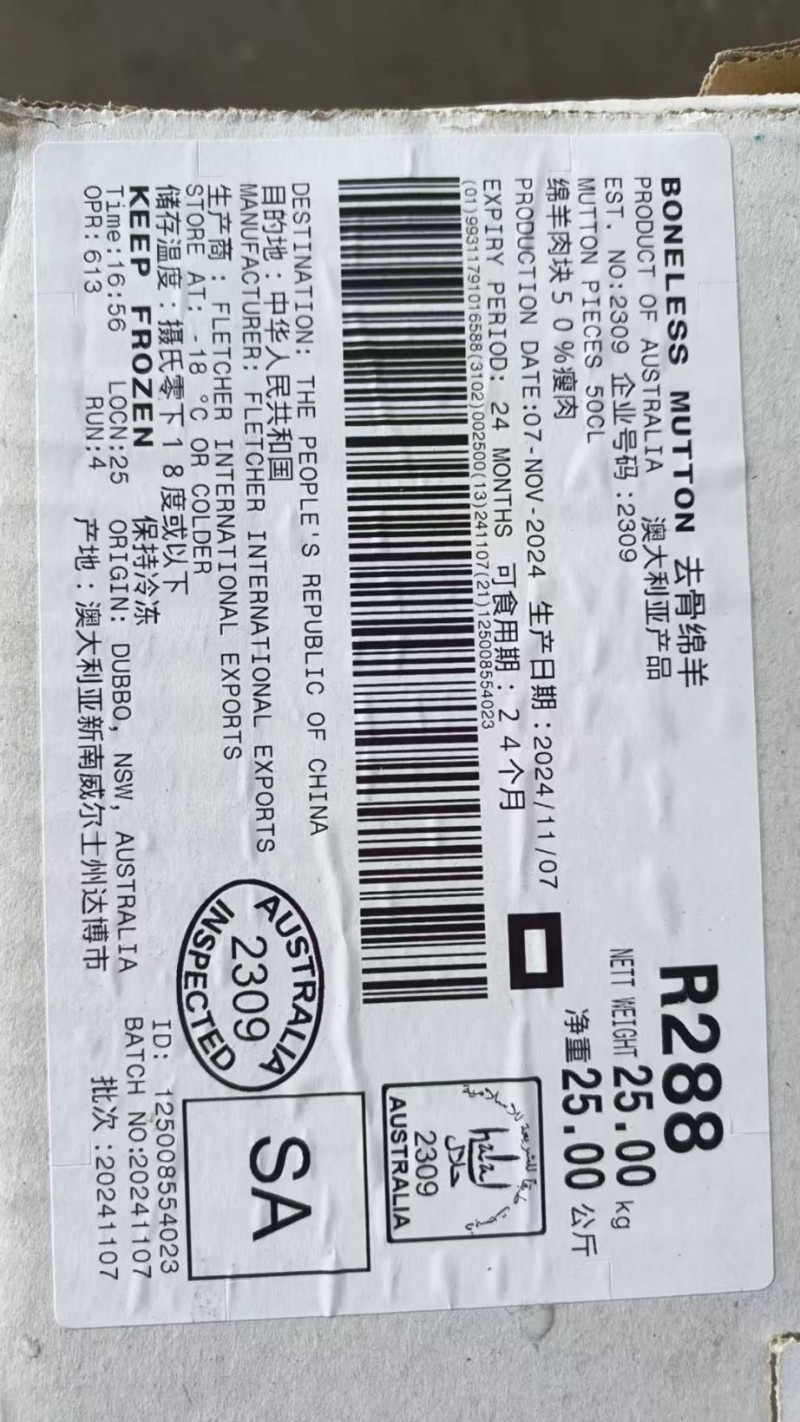 BONELESS MUTTON 去骨绵羊
R288
PRODUCT OF AUSTRALIA 澳大利亚产品
EST. NO:2309 企业号码:2309
NETT WEIGHT 25.00 kg
MUTTON PIECES 50CL
净重 25.00 公斤
绵羊肉块50%瘦肉
PRODUCTION DATE:07-NOV-2024 生产日期:2024/11/07
EXPIRY PERIOD: 24 MONTHS 可食用期:24个月
(01)99311791016588(3102)002500(13)241107(21)125008554023
halal
حلال
2309
AUSTRALIA
DESTINATION: THE PEOPLE'S REPUBLIC OF CHINA
目的地:中华人民共和国
MANUFACTURER: FLETCHER INTERNATIONAL EXPORTS
生产商:FLETCHER INTERNATIONAL EXPORTS
STORE AT: -18 °C OR COLDER
储存温度:摄氏零下18度或以下
AUSTRALIA
2309
INSPECTED
SA
KEEP FROZEN 保持冷冻
ID: 125008554023
Time:16:56 LOCN:25 ORIGIN: DUBBO, NSW, AUSTRALIA
BATCH NO:20241107
OPR:613 RUN:4 产地:澳大利亚新南威尔士州达博市
批次:20241107